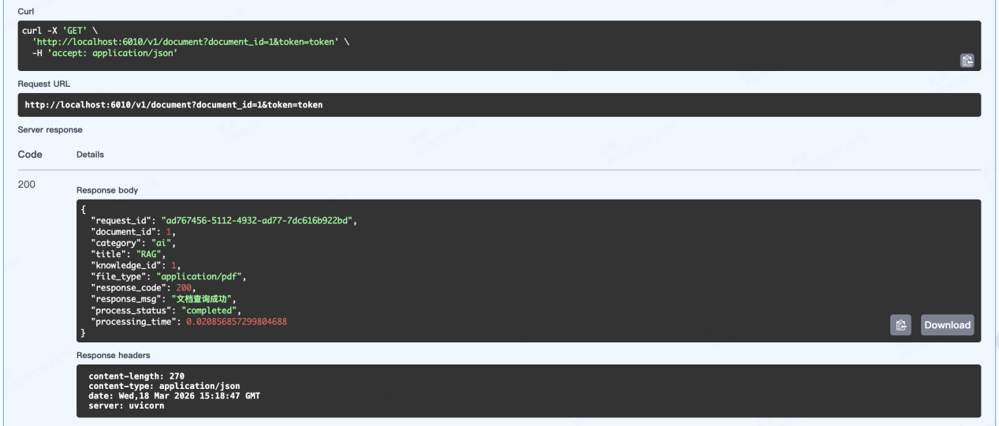 Curl
curl -X 'GET' \
'http://localhost:6010/v1/document?document_id=1&token=token' \
-H 'accept: application/json'
Request URL
http://localhost:6010/v1/document?document_id=1&token=token
Server response
Code Details
200
Response body
{
"request_id": "ad767456-5112-4932-ad77-7dc616b922bd",
"document_id": 1,
"category": "ai",
"title": "RAG",
"knowledge_id": 1,
"file_type": "application/pdf",
"response_code": 200,
"response_msg": "文档查询成功",
"process_status": "completed",
"processing_time": 0.020856857299804688
}
Download
Response headers
content-length: 270
content-type: application/json
date: Wed,18 Mar 2026 15:18:47 GMT
server: uvicorn